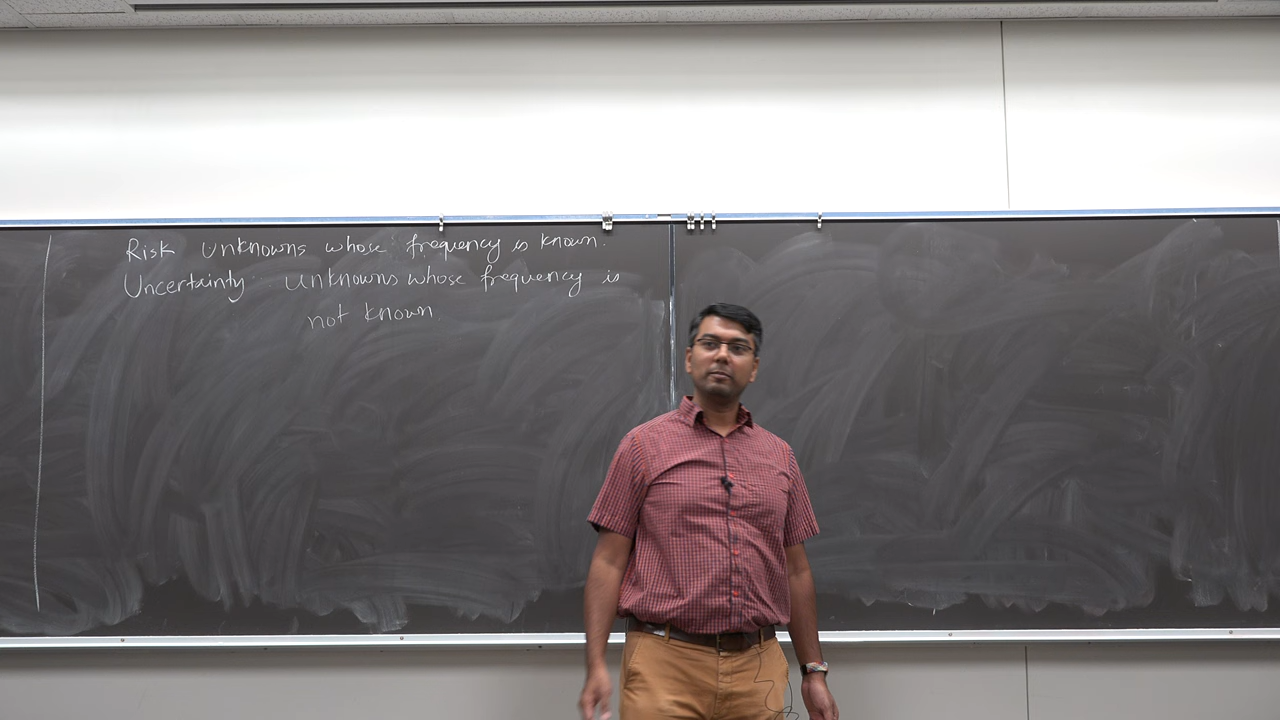 Risk unknowns whose frequency is known.
Uncertainty unknowns whose frequency is
not known